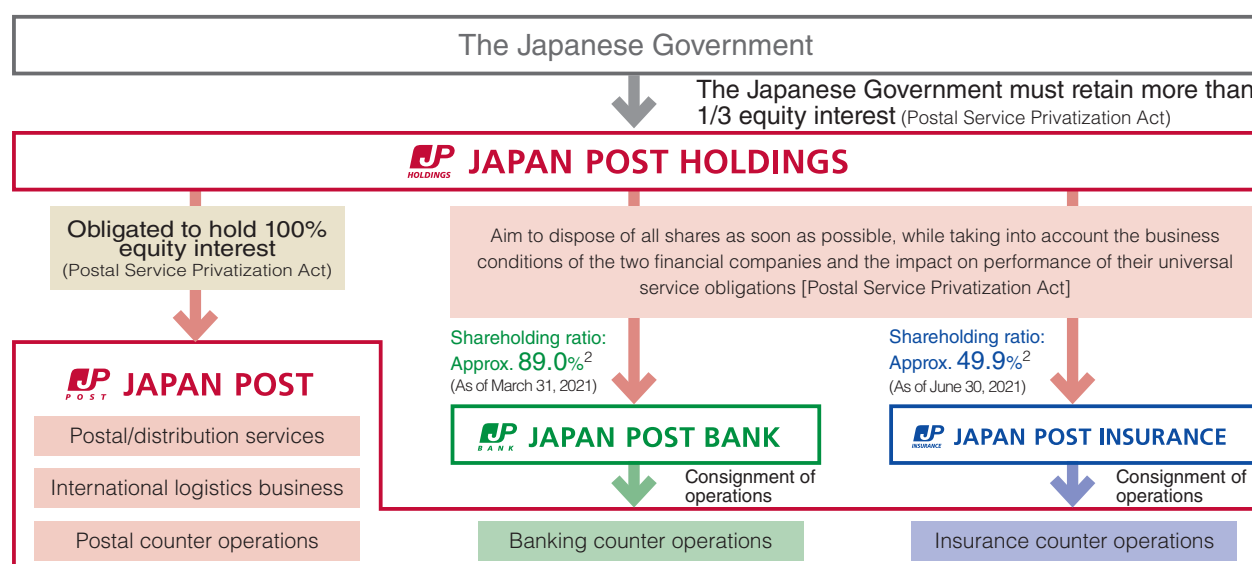 The Japanese Government
The Japanese Government must retain more than
1/3 equity interest (Postal Service Privatization Act)
JP HOLDINGS JAPAN POST HOLDINGS
Obligated to hold 100%
equity interest
(Postal Service Privatization Act)
Aim to dispose of all shares as soon as possible, while taking into account the business
conditions of the two financial companies and the impact on performance of their universal
service obligations [Postal Service Privatization Act]
Shareholding ratio:
Approx. 89.0%2
(As of March 31, 2021)
Shareholding ratio:
Approx. 49.9%2
(As of June 30, 2021)
JP POST JAPAN POST
Postal/distribution services
International logistics business
Postal counter operations
JP BANK JAPAN POST BANK
Consignment of
operations
Banking counter operations
JP INSURANCE JAPAN POST INSURANCE
Consignment of
operations
Insurance counter operations